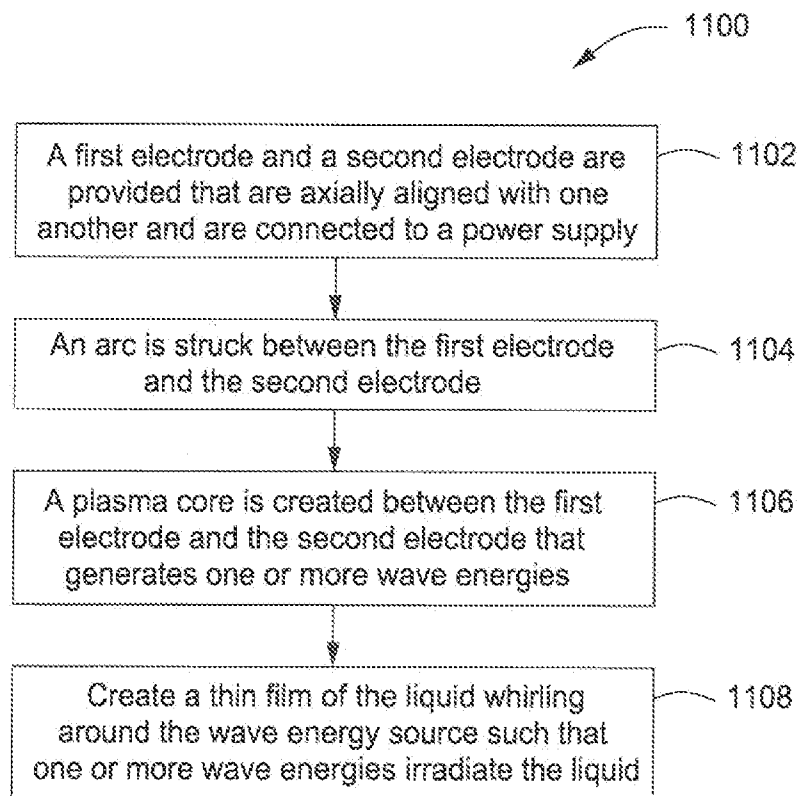 1100
A first electrode and a second electrode are
provided that are axially aligned with one
another and are connected to a power supply
1102
An arc is struck between the first electrode
and the second electrode
1104
A plasma core is created between the first
electrode and the second electrode that
generates one or more wave energies
1106
Create a thin film of the liquid whirling
around the wave energy source such that
one or more wave energies irradiate the liquid
1108